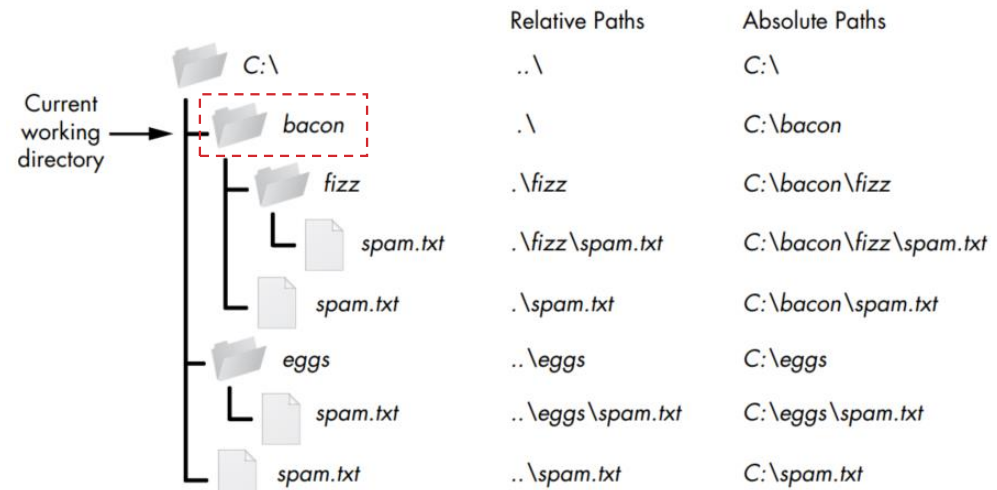 Relative Paths Absolute Paths
C:\ ..\ C:\
Current
working
directory
bacon .\ C:\bacon
fizz .\fizz C:\bacon\fizz
spam.txt .\fizz\spam.txt C:\bacon\fizz\spam.txt
spam.txt .\spam.txt C:\bacon\spam.txt
eggs ..\eggs C:\eggs
spam.txt ..\eggs\spam.txt C:\eggs\spam.txt
spam.txt ..\spam.txt C:\spam.txt